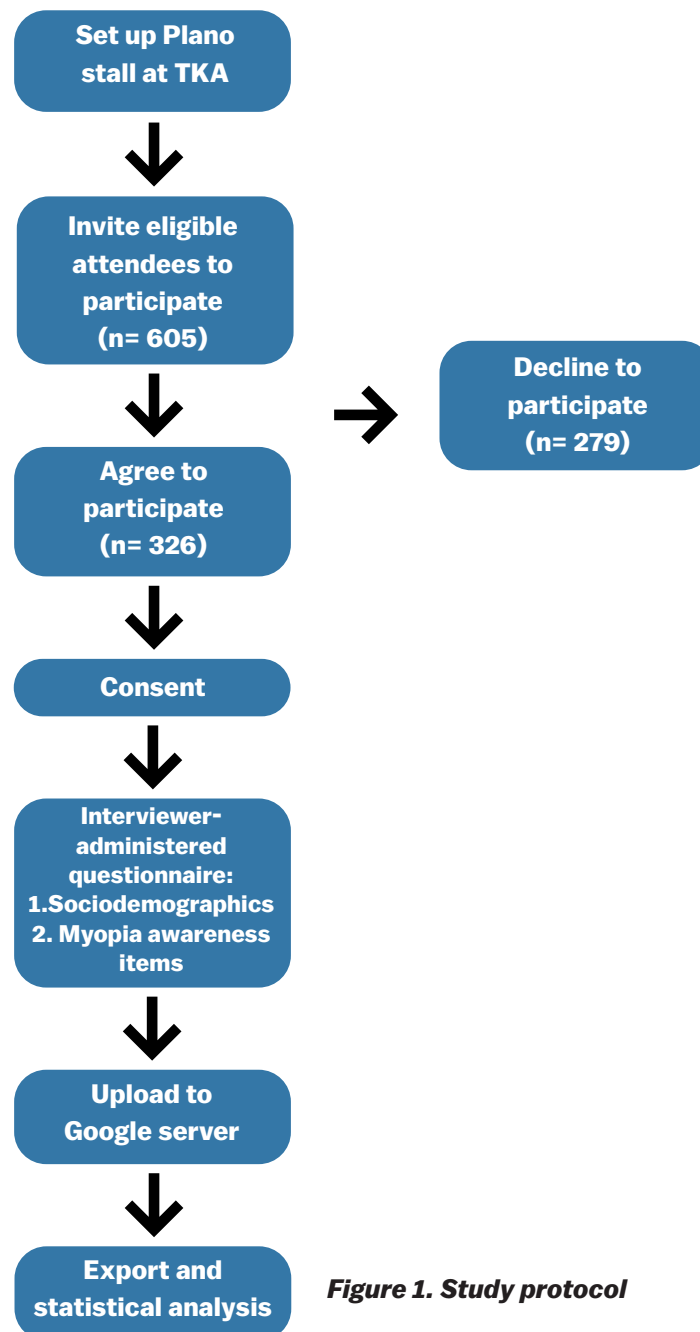 Set up Plano
stall at TKA
Invite eligible
attendees to
participate
(n= 605)
Decline to
participate
(n= 279)
Agree to
participate
(n= 326)
Consent
Interviewer-
administered
questionnaire:
1.Sociodemographics
2. Myopia awareness
items
Upload to
Google server
Export and
statistical analysis
Figure 1. Study protocol